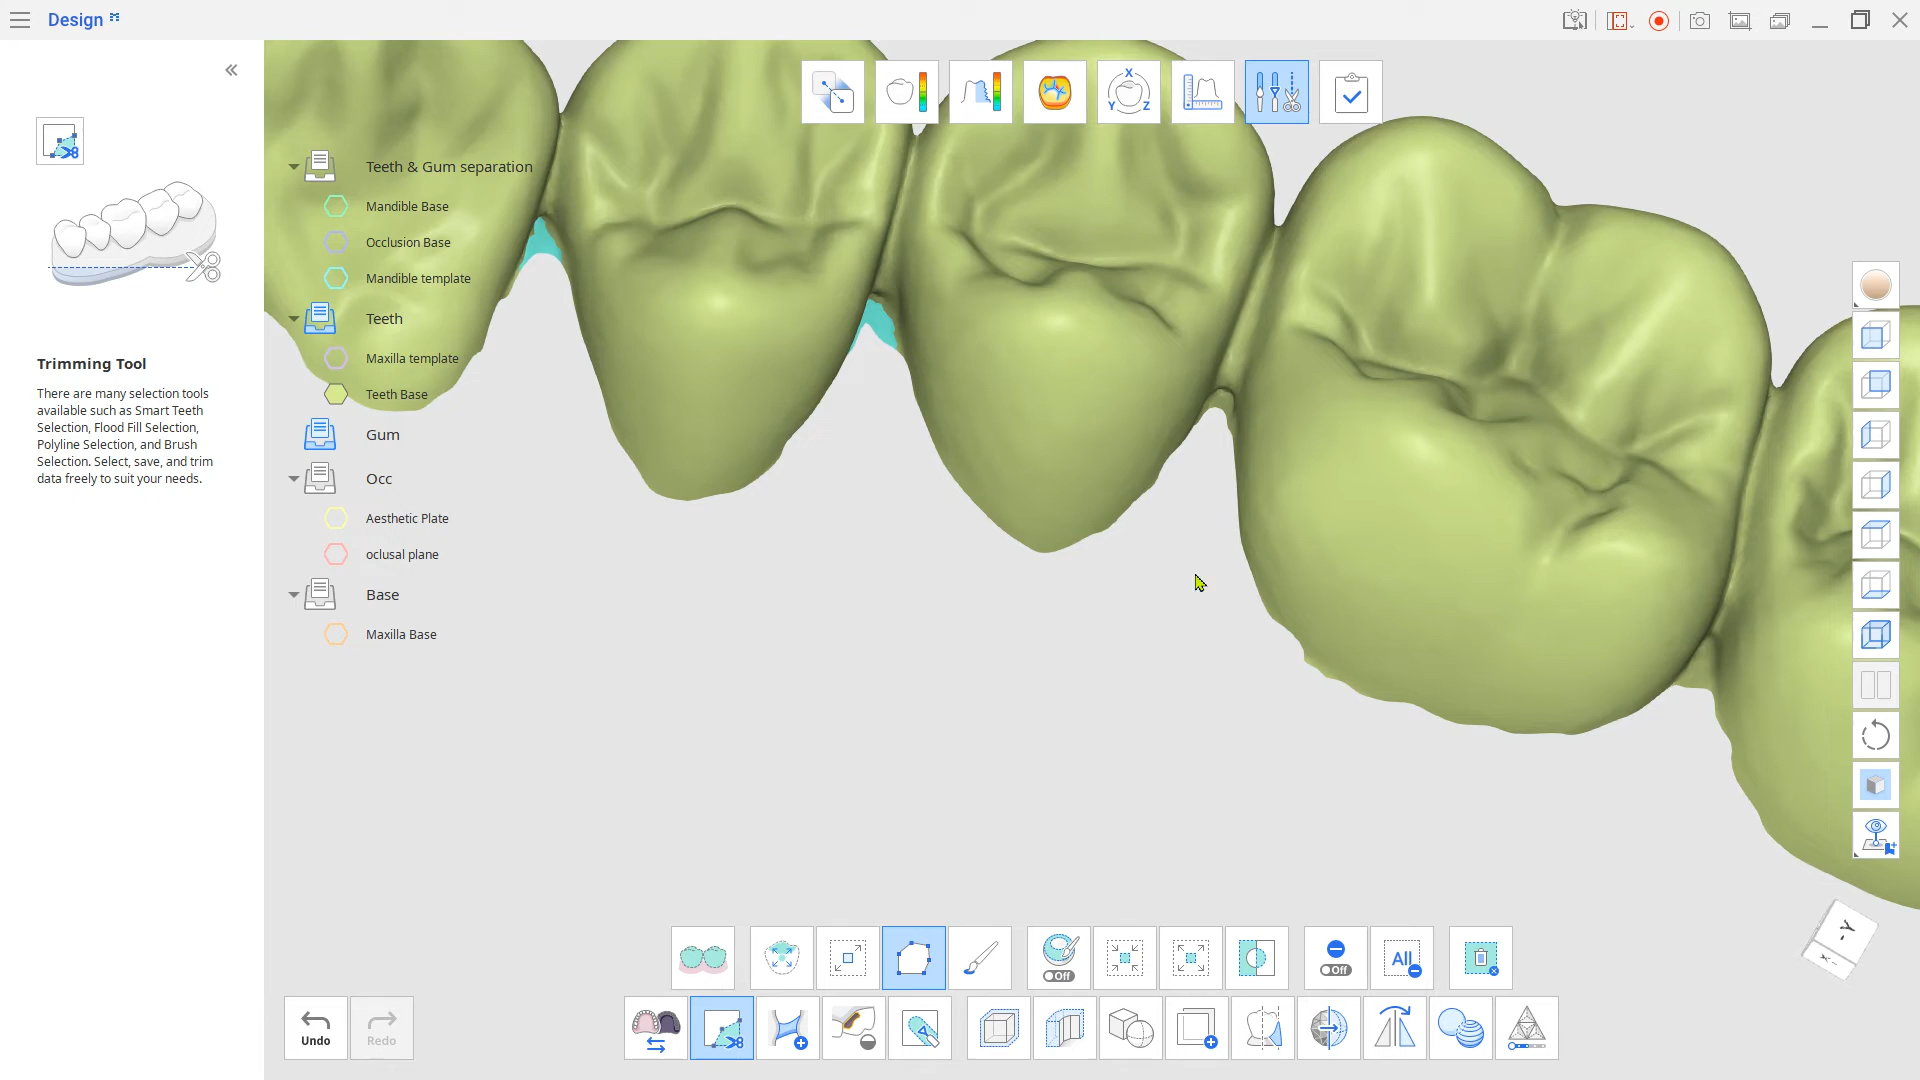 Design
X
Y Z
Teeth & Gum separation
Mandible Base
Occlusion Base
Mandible template
Teeth
Maxilla template
Teeth Base
Gum
Occ
Aesthetic Plate
oclusal plane
Base
Maxilla Base
Trimming Tool
There are many selection tools
available such as Smart Teeth
Selection, Flood Fill Selection,
Polyline Selection, and Brush
Selection. Select, save, and trim
data freely to suit your needs.
-Y
Off
Off
All
Undo
Redo